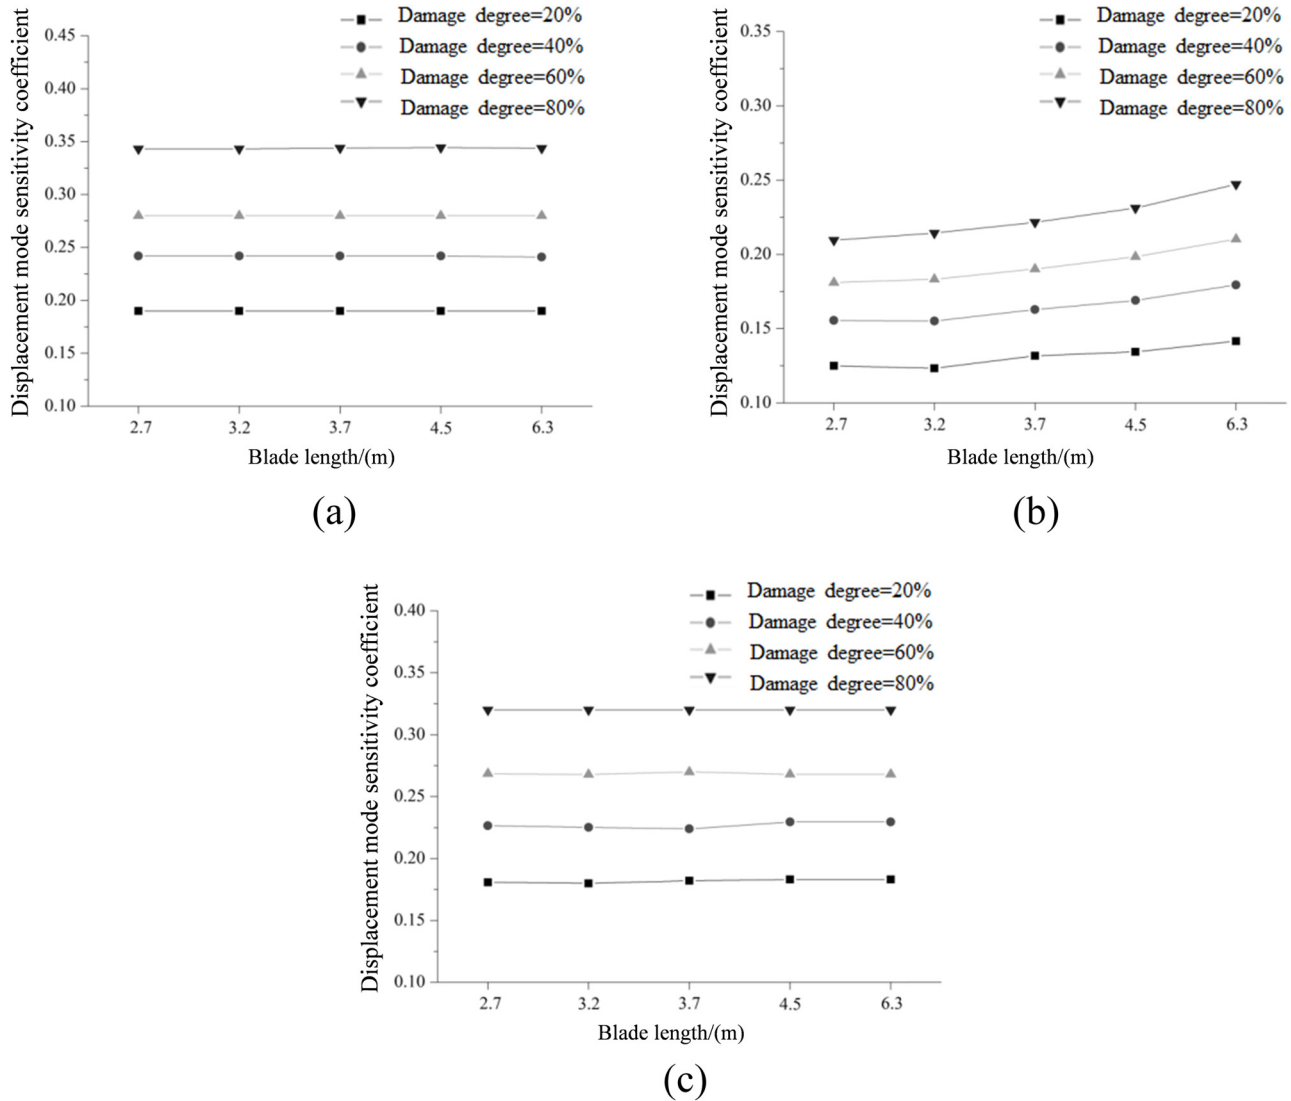 Displacement mode sensitivity coefficient
Damage degree=20%
Damage degree=40%
Damage degree=60%
Damage degree=80%
0.45
0.40
0.35
0.30
0.25
0.20
0.15
0.10
2.7 3.2 3.7 4.5 6.3
Blade length/(m)
(a)
Displacement mode sensitivity coefficient
Damage degree=20%
Damage degree=40%
Damage degree=60%
Damage degree=80%
0.35
0.30
0.25
0.20
0.15
0.10
2.7 3.2 3.7 4.5 6.3
Blade length/(m)
(b)
Displacement mode sensitivity coefficient
Damage degree=20%
Damage degree=40%
Damage degree=60%
Damage degree=80%
0.40
0.35
0.30
0.25
0.20
0.15
0.10
2.7 3.2 3.7 4.5 6.3
Blade length/(m)
(c)